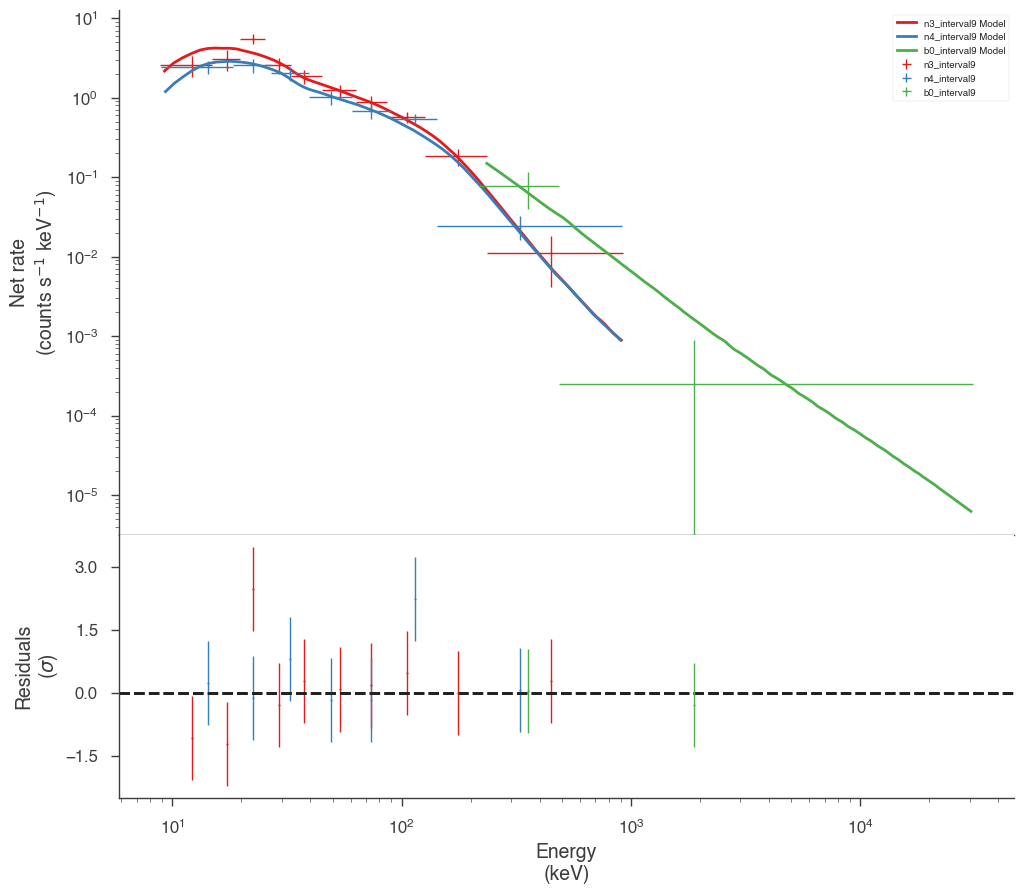 10^1
10^0
10^−1
10^−2
10^−3
10^−4
10^−5
Net rate
(counts s^−1 keV^−1)
n3_interval9 Model
n4_interval9 Model
b0_interval9 Model
n3_interval9
n4_interval9
b0_interval9
3.0
1.5
0.0
−1.5
Residuals
(σ)
10^1 10^2 10^3 10^4
Energy
(keV)